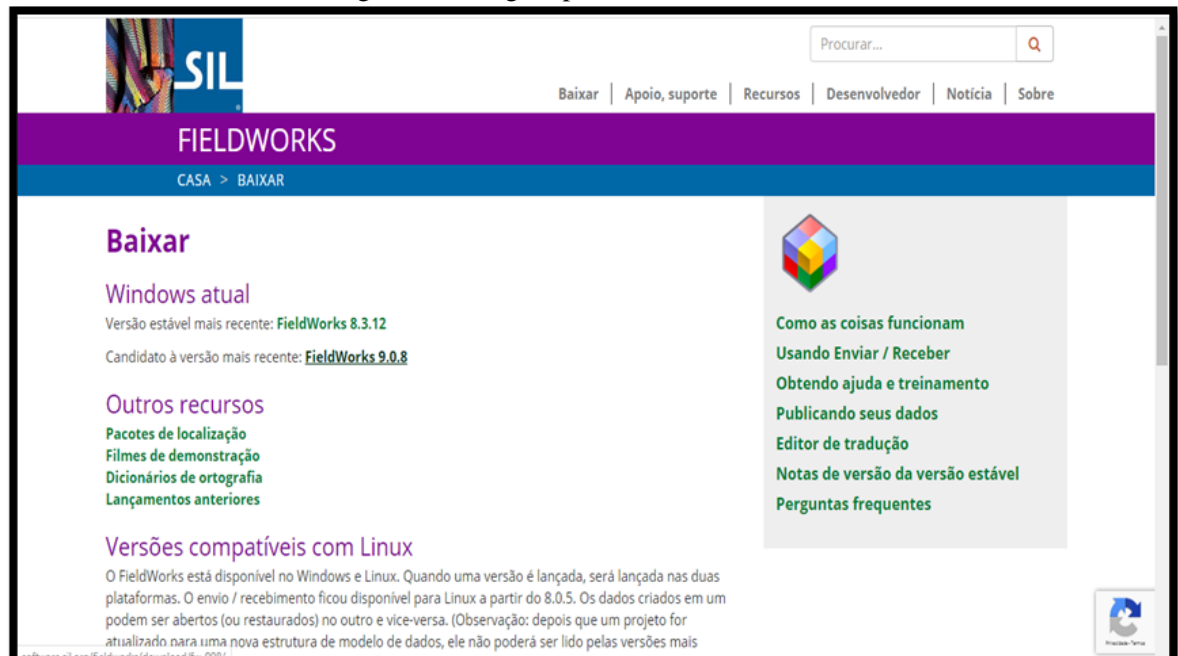 SIL
Procurar...
Baixar | Apoio, suporte | Recursos | Desenvolvedor | Notícia | Sobre
FIELDWORKS
CASA > BAIXAR
Baixar
Windows atual
Versão estável mais recente: FieldWorks 8.3.12
Candidato à versão mais recente: FieldWorks 9.0.8
Outros recursos
Pacotes de localização
Filmes de demonstração
Dicionários de ortografia
Lançamentos anteriores
Versões compatíveis com Linux
O FieldWorks está disponível no Windows e Linux. Quando uma versão é lançada, será lançada nas duas
plataformas. O envio / recebimento ficou disponível para Linux a partir do 8.0.5. Os dados criados em um
podem ser abertos (ou restaurados) no outro e vice-versa. (Observação: depois que um projeto for
atualizado para uma nova estrutura de modelo de dados, ele não poderá ser lido pelas versões mais
Como as coisas funcionam
Usando Enviar / Receber
Obtendo ajuda e treinamento
Publicando seus dados
Editor de tradução
Notas de versão da versão estável
Perguntas frequentes